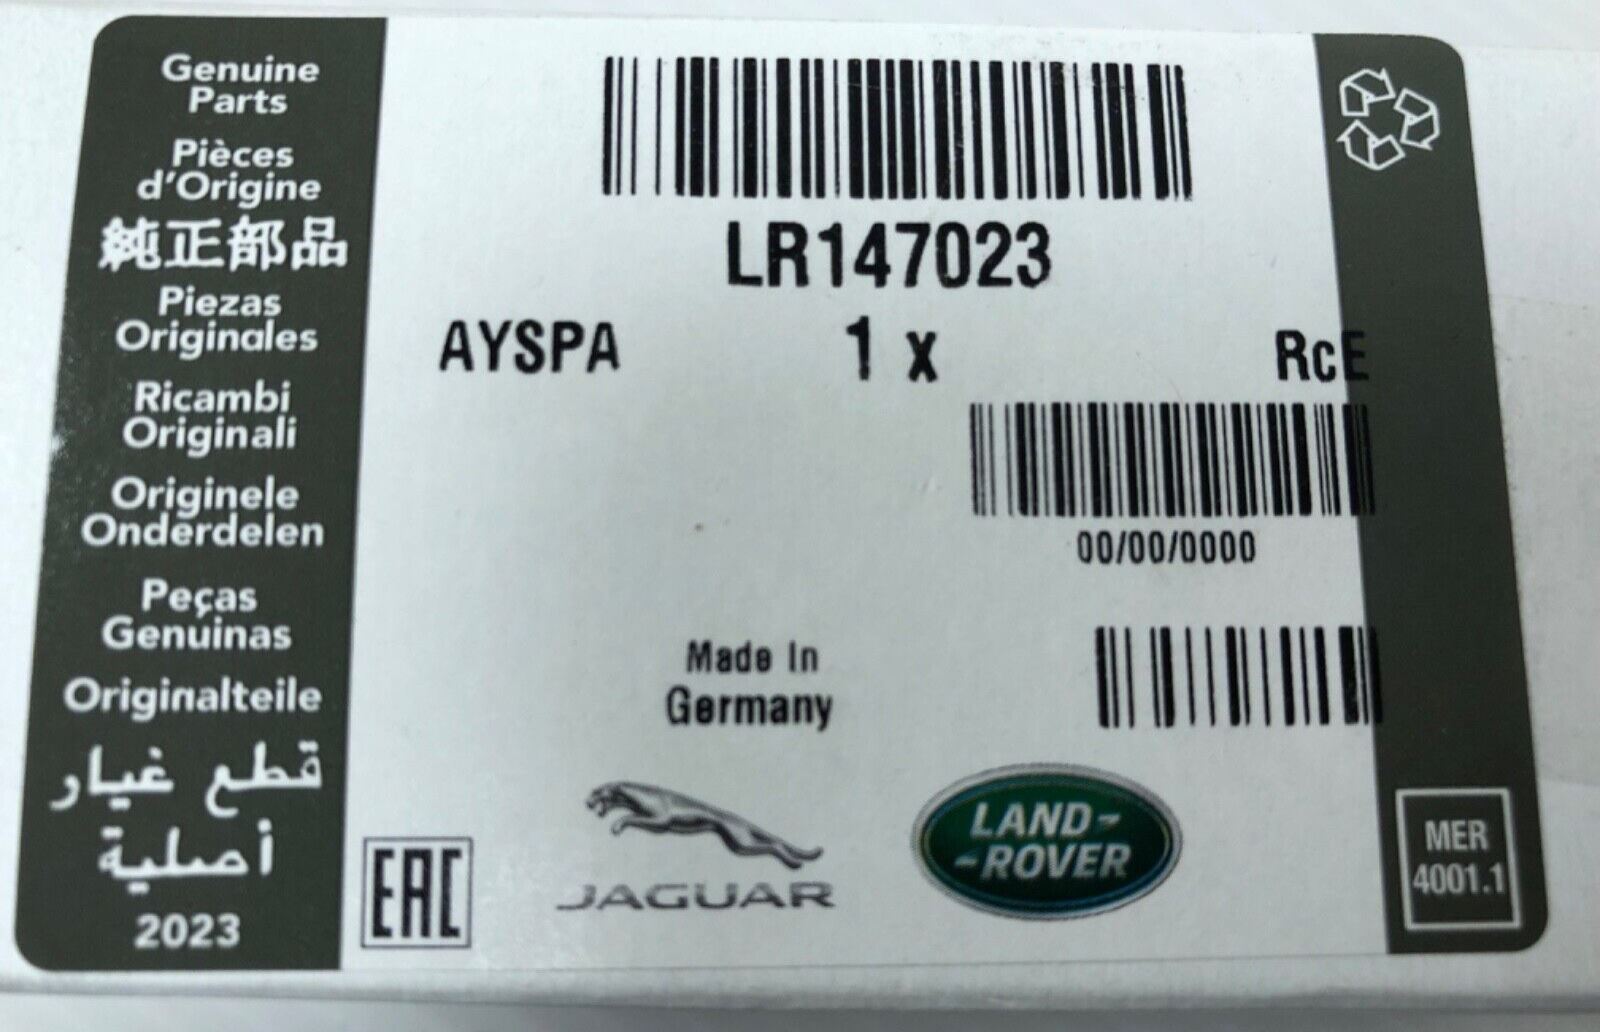 Genuine
Parts
Pièces
d'Origine
純正部品
Piezas
Originales
Ricambi
Originali
Originele
Onderdelen
Peças
Genuinas
Originalteile
قطع غيار
أصلية
2023
LR147023
AYSPA 1 x RcE
00/00/0000
Made In
Germany
EAC
JAGUAR
LAND-
-ROVER
MER
4001.1